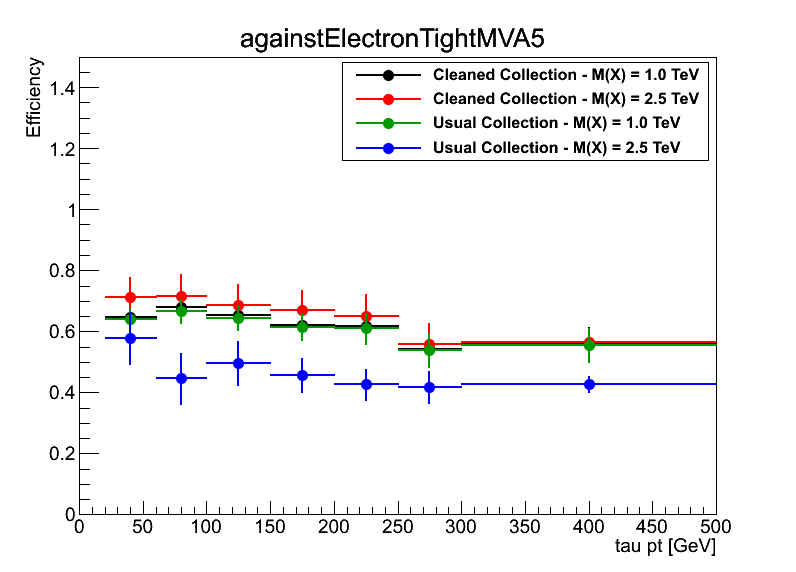 againstElectronTightMVA5
Efficiency
Cleaned Collection - M(X) = 1.0 TeV
Cleaned Collection - M(X) = 2.5 TeV
Usual Collection - M(X) = 1.0 TeV
Usual Collection - M(X) = 2.5 TeV
1.4
1.2
1
0.8
0.6
0.4
0.2
0
0 50 100 150 200 250 300 350 400 450 500
tau pt [GeV]